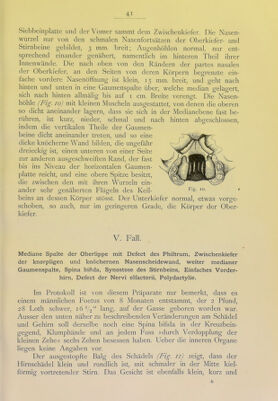 41
Siebbeinplatte und der Vomer sammt dem Zwischenkiefer. Die Nasen-
wurzel nur von den schmalen Nasenfortsätzen der Oberkiefer- und
Stirnbeine gebildet, 3 mm. breit; Augenhöhlen normal, nur ent-
sprechend einander genähert, namentlich im hinteren Theil ihrer
Innenwände. Die nach oben von den Rändern der partes nasales
der Oberkiefer, an den Seiten von deren Körpern begrenzte ein-
fache vordere Nasenöffnung ist klein, 15 mm. breit, und geht nach
hinten und unten in eine Gaumenspalte über, welche median gelagert,
sich nach hinten allmälig bis auf 1 cm. Breite verengt. Die Nasen-
höhle (Fig. 10) mit kleinen Muscheln ausgestattet, von denen die oberen
so dicht aneinander lagern, dass sie sich in der Medianebene fast be-
rühren, ist kurz, nieder, schmal und nach hinten abgeschlossen,
indem die vertikalen Theile der Gaumen-
beine dicht aneinander treten, und so eine
dicke knöcherne Wand bilden, die ungefähr
dreieckig ist, einen unteren von einer Seite
zur anderen ausgeschweiften Rand, der fast
bis ins Niveau der horizontalen Gaumen-
platte reicht, und eine obere Spitze besitzt,
die zwischen den mit ihren Wurzeln ein-
ander sehr genäherten Flügeln des Keil-
beins an dessen Körper stösst. Der Unterkiefer normal, etwas vorge-
schoben, so auch, nur im geringeren Grade, die Körper der Ober-
kiefer.
Fig. 10.
V. Fall.
Mediane Spalte der Oberlippe mit Defect des Philtrum, Zwischenkiefer
der knorpligen und knöchernen Nasenscheidewand, weiter medianer
Gaumenspalte, Spina bifida, Synostose des Stirnbeins, Einfaches Vorder-
hirn, Defect der Nervi olfactorii, Polydactylie.
Im Protokoll ist von diesem Präparate nur bemerkt, dass es
einem männlichen Foetus von 8 Monaten entstammt, der 2 Pfund,
28 Loth schwer, 16 ³/₄" lang, auf der Gasse geboren worden war.
Ausser den unten näher zu beschreibenden Veränderungen am Schädel
und Gehirn soll derselbe noch eine Spina bifida in der Kreuzbein-
gegend, Klumphände und an jedem Fuss (durch Verdopplung der
kleinen Zehe) sechs Zehen besessen haben. Ueber die innern Organe
liegen keine Angaben vor.
Der ausgestopfte Balg des Schädels (Fig. 11) zeigt, dass der
Hirnschädel klein und rundlich ist, mit schmaler in der Mitte kiel-
förmig vortretender Stirn. Das Gesicht ist ebenfalls klein, kurz und
6